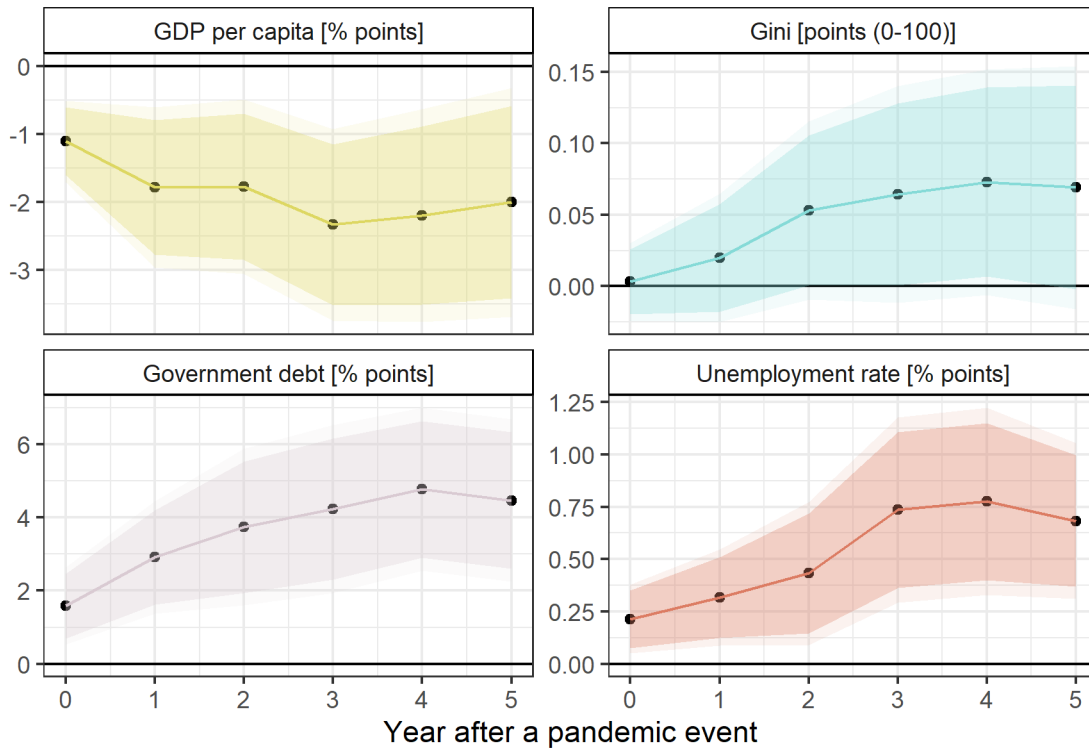 GDP per capita [% points]
Gini [points (0-100)]
0
-1
-2
-3
0.15
0.10
0.05
0.00
Government debt [% points]
Unemployment rate [% points]
6
4
2
0
1.25
1.00
0.75
0.50
0.25
0.00
0 1 2 3 4 5
0 1 2 3 4 5
Year after a pandemic event